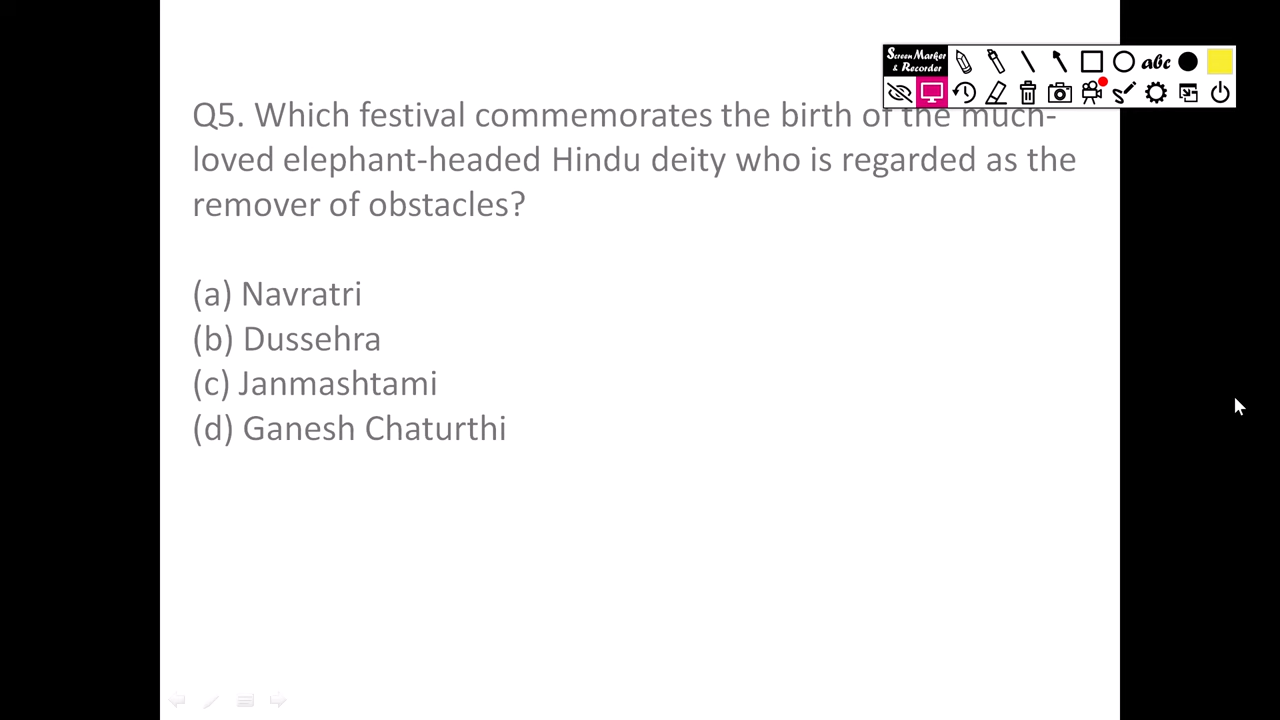 Screen Marker
& Recorder
abc
Q5. Which festival commemorates the birth of the much-
loved elephant-headed Hindu deity who is regarded as the
remover of obstacles?
(a) Navratri
(b) Dussehra
(c) Janmashtami
(d) Ganesh Chaturthi